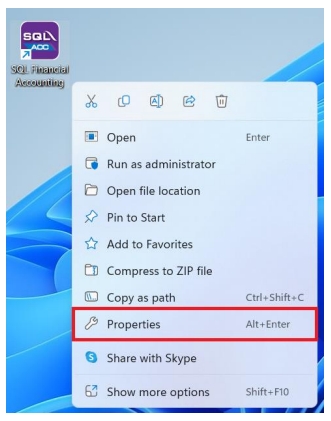 SQL
ACC
SQL Financial
Accounting
Open Enter
Run as administrator
Open file location
Pin to Start
Add to Favorites
Compress to ZIP file
Copy as path Ctrl+Shift+C
Properties Alt+Enter
Share with Skype
Show more options Shift+F10